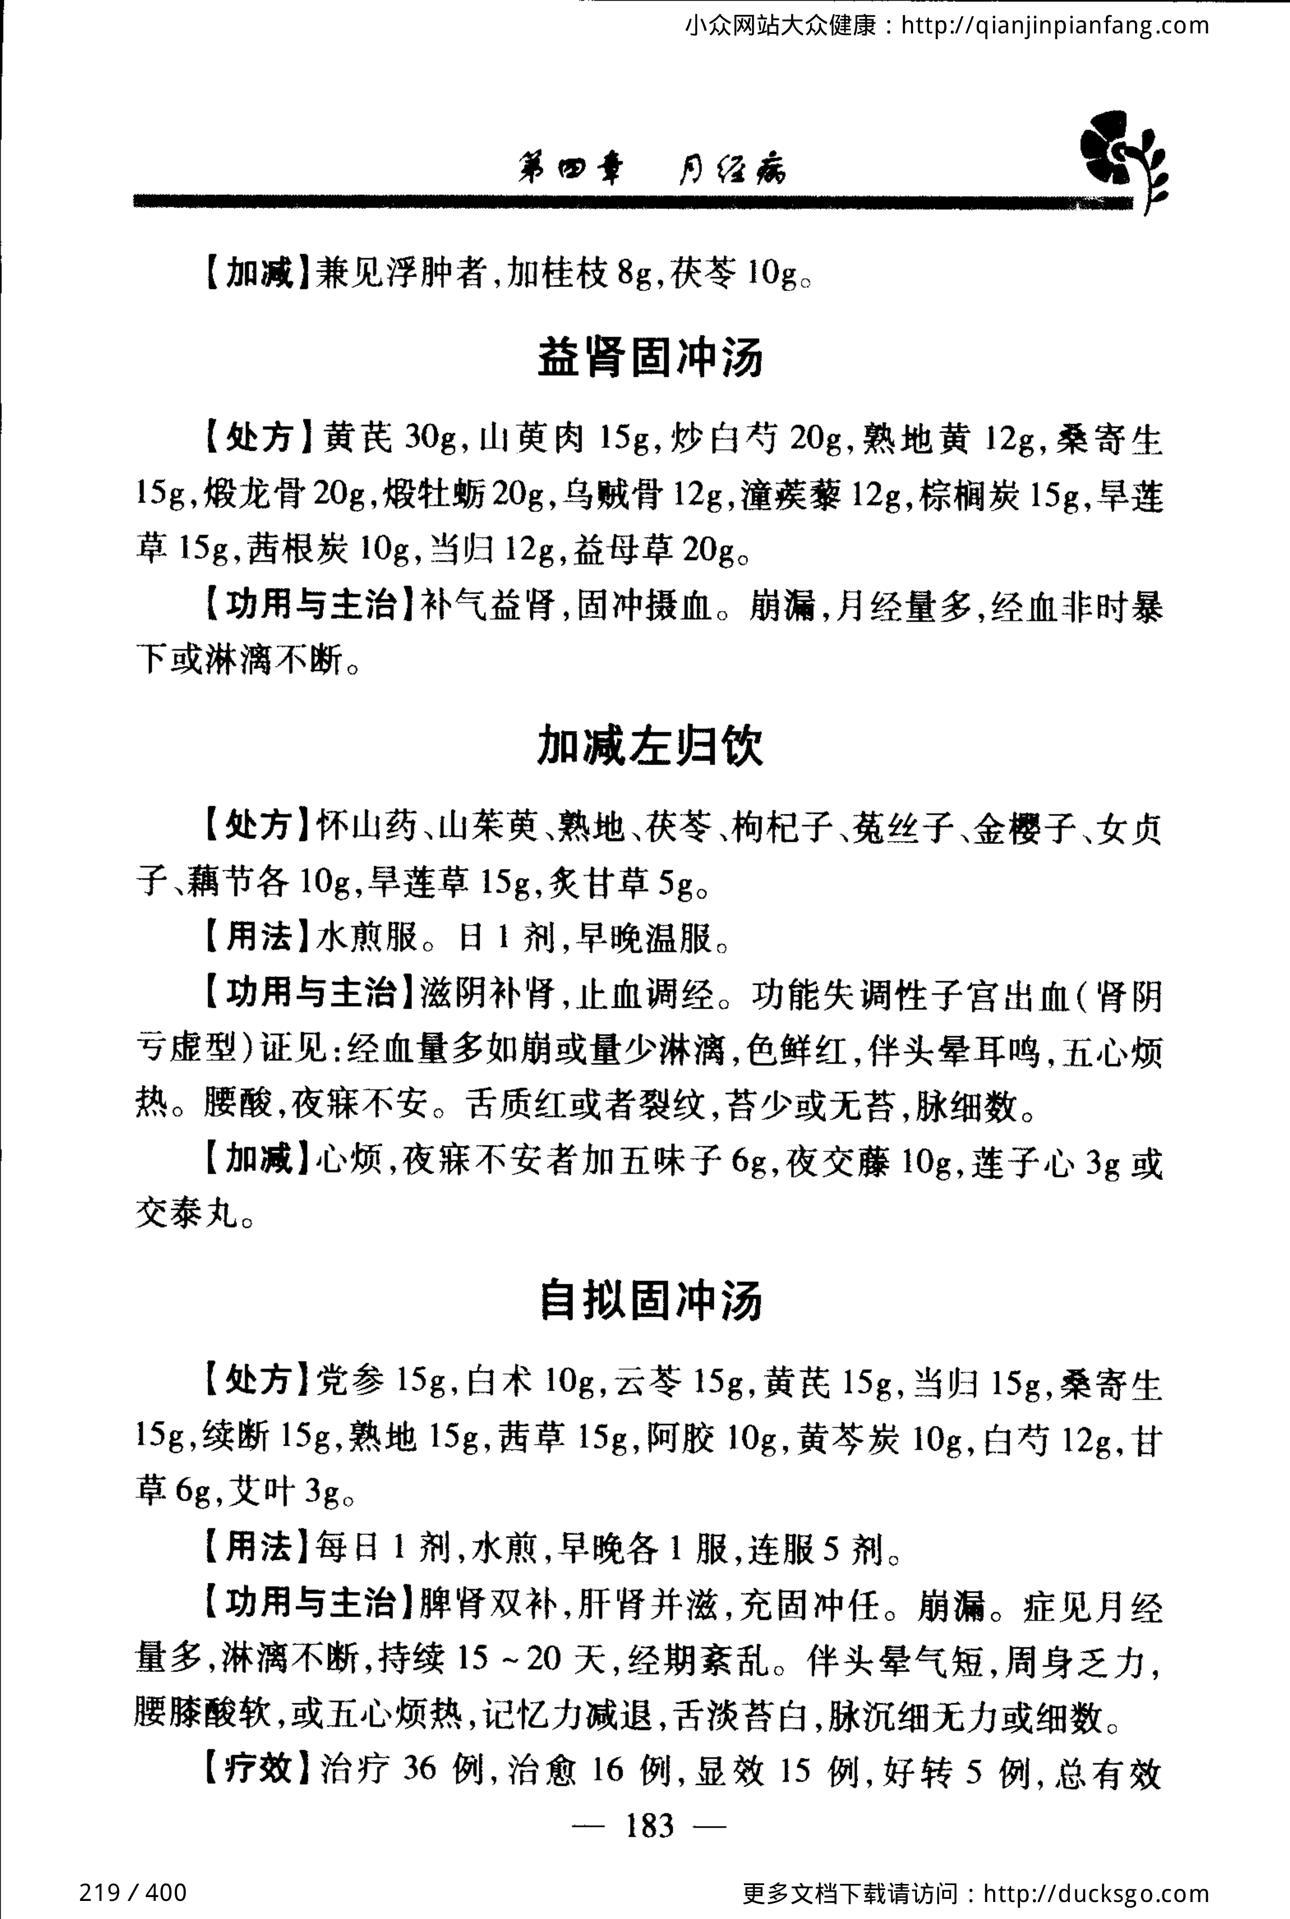 小众网站大众健康：http://qianjinpianfang.com
第四章 月经病
【加减】兼见浮肿者,加桂枝 8g,茯苓 10g。
益肾固冲汤
【处方】黄芪 30g,山萸肉 15g,炒白芍 20g,熟地黄 12g,桑寄生
15g,煅龙骨 20g,煅牡蛎 20g,乌贼骨 12g,潼蒺藜 12g,棕榈炭 15g,旱莲
草 15g,茜根炭 10g,当归 12g,益母草 20g。
【功用与主治】补气益肾,固冲摄血。崩漏,月经量多,经血非时暴
下或淋漓不断。
加减左归饮
【处方】怀山药、山茱萸、熟地、茯苓、枸杞子、菟丝子、金樱子、女贞
子、藕节各 10g,旱莲草 15g,炙甘草 5g。
【用法】水煎服。日 1 剂,早晚温服。
【功用与主治】滋阴补肾,止血调经。功能失调性子宫出血(肾阴
亏虚型)证见:经血量多如崩或量少淋漓,色鲜红,伴头晕耳鸣,五心烦
热。腰酸,夜寐不安。舌质红或者裂纹,苔少或无苔,脉细数。
【加减】心烦,夜寐不安者加五味子 6g,夜交藤 10g,莲子心 3g 或
交泰丸。
自拟固冲汤
【处方】党参 15g,白术 10g,云苓 15g,黄芪 15g,当归 15g,桑寄生
15g,续断 15g,熟地 15g,茜草 15g,阿胶 10g,黄芩炭 10g,白芍 12g,甘
草 6g,艾叶 3g。
【用法】每日 1 剂,水煎,早晚各 1 服,连服 5 剂。
【功用与主治】脾肾双补,肝肾并滋,充固冲任。崩漏。症见月经
量多,淋漓不断,持续 15 ~ 20 天,经期紊乱。伴头晕气短,周身乏力,
腰膝酸软,或五心烦热,记忆力减退,舌淡苔白,脉沉细无力或细数。
【疗效】治疗 36 例,治愈 16 例,显效 15 例,好转 5 例,总有效
— 183 —
219 / 400
更多文档下载请访问：http://ducksgo.com